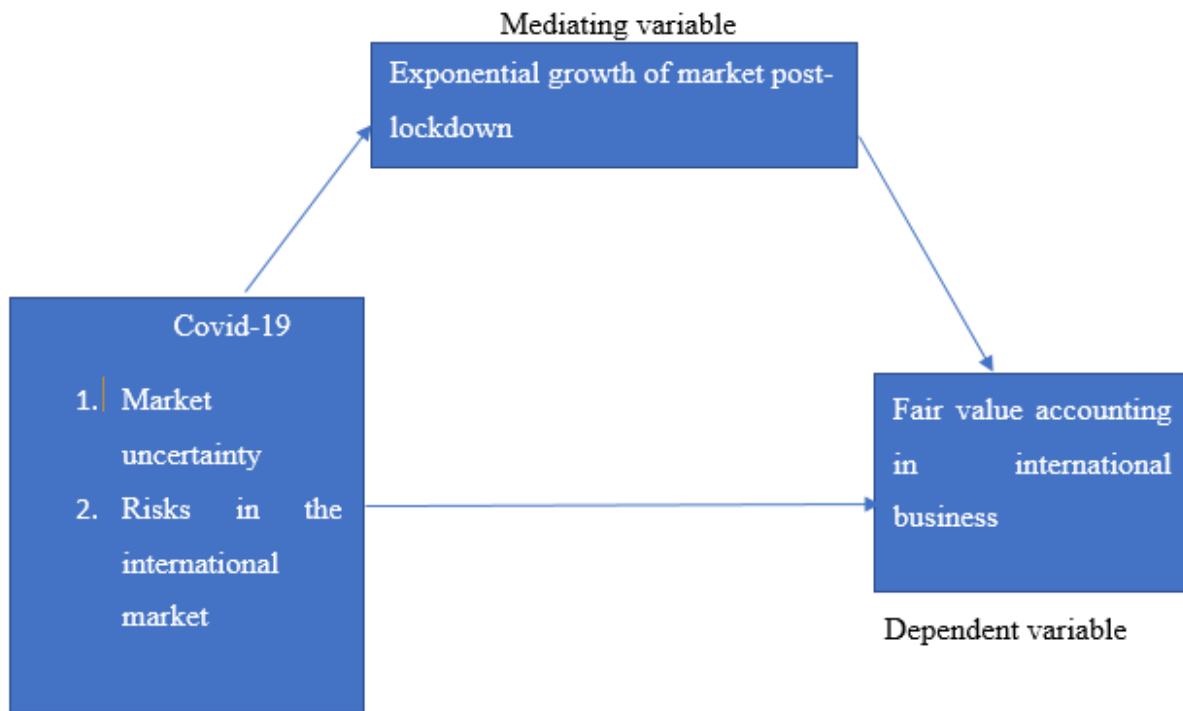 Mediating variable
Exponential growth of market post-
lockdown
Covid-19
1. Market
uncertainty
2. Risks in the
international
market
Fair value accounting
in international
business
Dependent variable